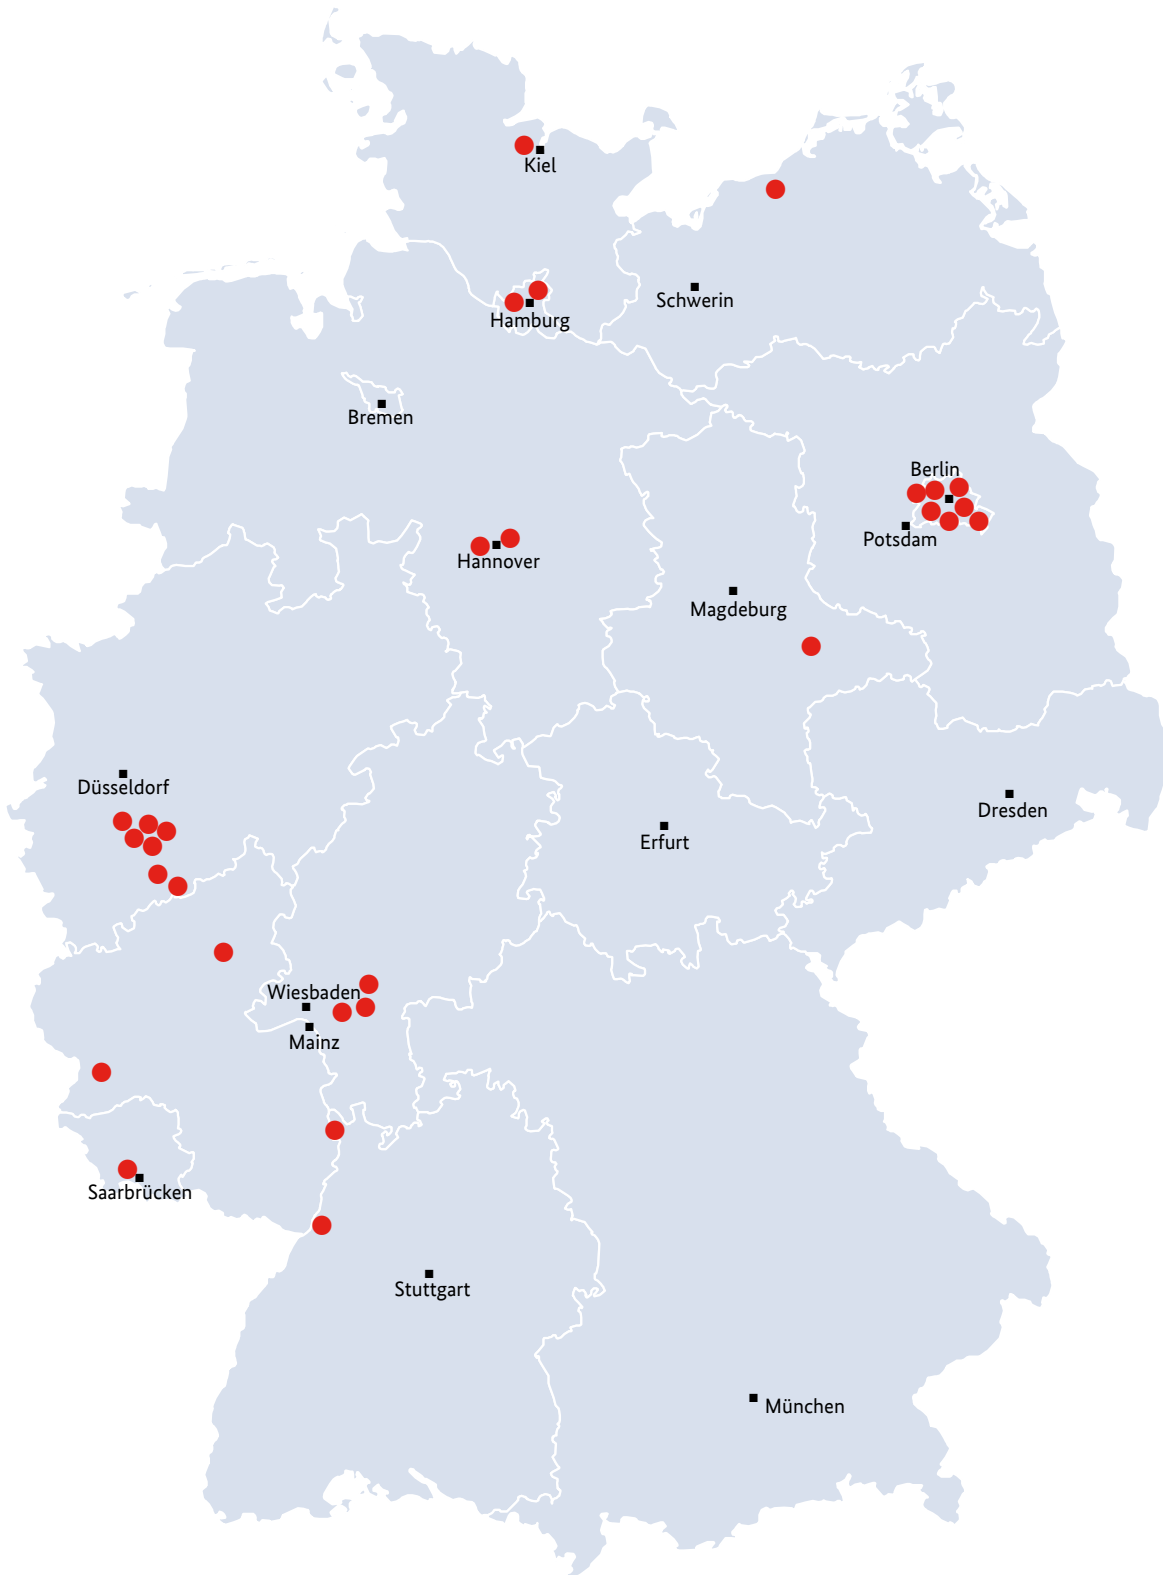 Kiel
Schwerin
Hamburg
Bremen
Berlin
Potsdam
Hannover
Magdeburg
Düsseldorf
Dresden
Erfurt
Wiesbaden
Mainz
Saarbrücken
Stuttgart
München